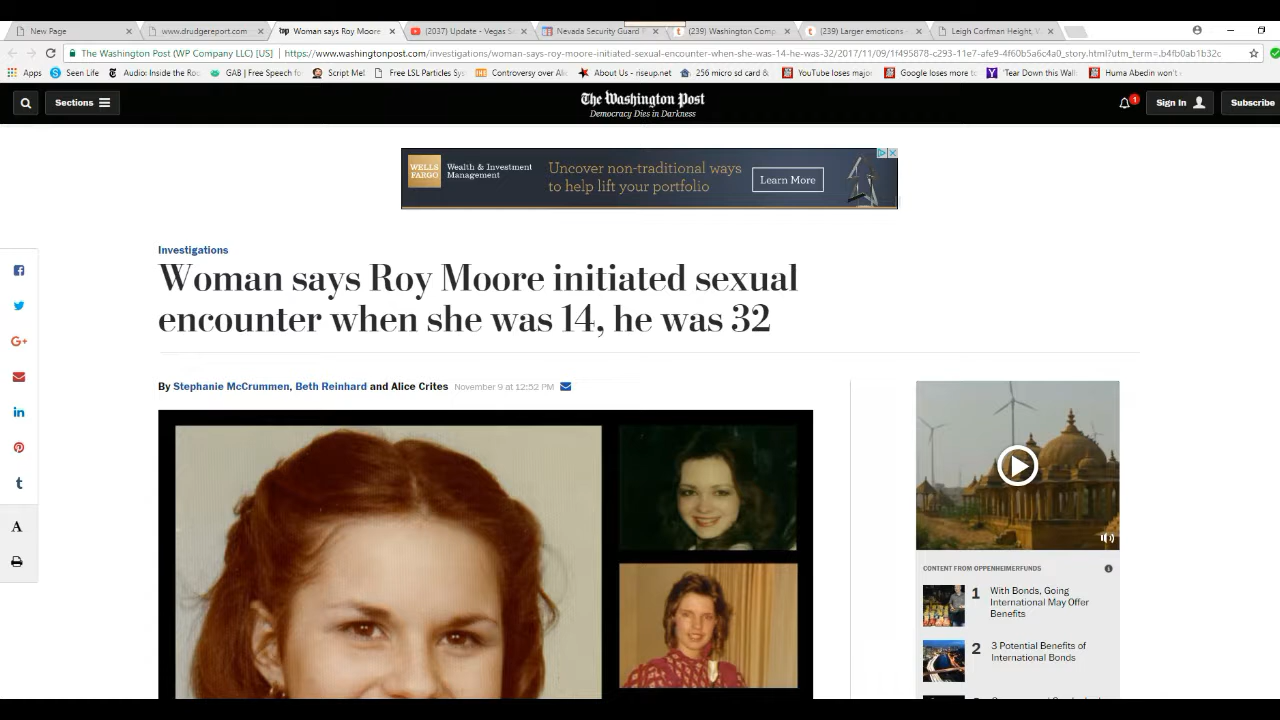 New Page
www.drudgereport.com
Woman says Roy Moore
(2037) Update - Vegas S
Nevada Security Guard
(239) Washington Comp
(239) Larger emoticons
Leigh Corfman Height, W
The Washington Post (WP Company LLC) [US]
https://www.washingtonpost.com/investigations/woman-says-roy-moore-initiated-sexual-encounter-when-she-was-14-he-was-32/2017/11/09/1f495878-c293-11e7-afe9-4f60b5a6c4a0_story.html?utm_term=.b4fb0ab1b32c
Apps
Seen Life
Audio: Inside the Ro
GAB | Free Speech fo
Script Mel
Free LSL Particles Sys
Controversy over Ali
About Us - riseup.net
256 micro sd card &
YouTube loses major
Google loses more to
'Tear Down this Wall
Huma Abedin won't
Sections
The Washington Post
Democracy Dies in Darkness
1
Sign In
Subscribe
WELLS FARGO
Wealth & Investment Management
Uncover non-traditional ways
to help lift your portfolio
Learn More
Investigations
Woman says Roy Moore initiated sexual
encounter when she was 14, he was 32
By Stephanie McCrummen, Beth Reinhard and Alice Crites November 9 at 12:52 PM
A
CONTENT FROM OPPENHEIMERFUNDS
1 With Bonds, Going
International May Offer
Benefits
2 3 Potential Benefits of
International Bonds